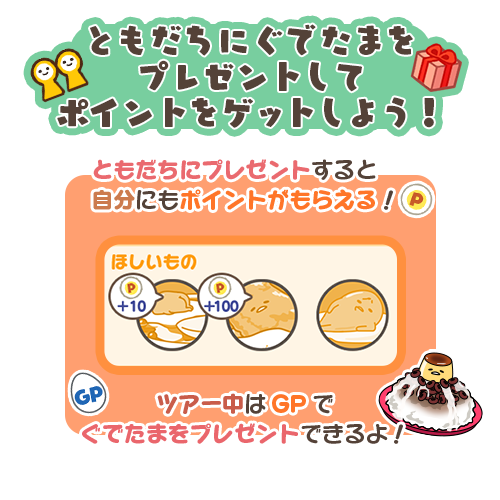 ともだちにぐでたまを
プレゼントして
ポイントをゲットしよう！
ともだちにプレゼントすると
自分にもポイントがもらえる！
P
ほしいもの
P
+10
P
+100
GP
ツアー中は GP で
ぐでたまをプレゼントできるよ！